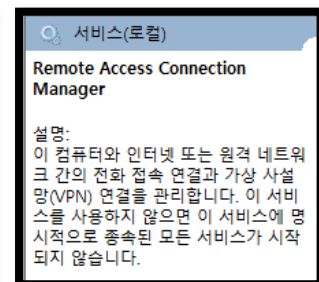 서비스(로컬)
Remote Access Connection
Manager
설명:
이 컴퓨터와 인터넷 또는 원격 네트워
크 간의 전화 접속 연결과 가상 사설
망(VPN) 연결을 관리합니다. 이 서비
스를 사용하지 않으면 이 서비스에 명
시적으로 종속된 모든 서비스가 시작
되지 않습니다.